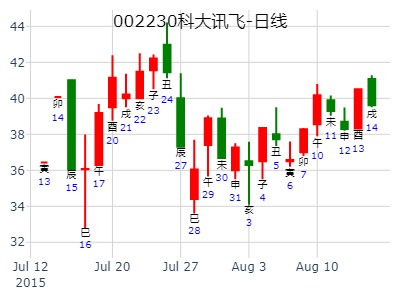 002230科大讯飞-日线
44
42
40
38
36
34
32
寅
13
卯
14
辰
15
巳
16
午
17
酉
20
戌
21
亥
22
子
23
丑
24
辰
27
巳
28
午
29
未
30
申
31
亥
3
子
4
丑
5
寅
6
卯
7
午
10
未
11
申
12
酉
13
戌
14
Jul 12
2015
Jul 20
Jul 27
Aug 3
Aug 10